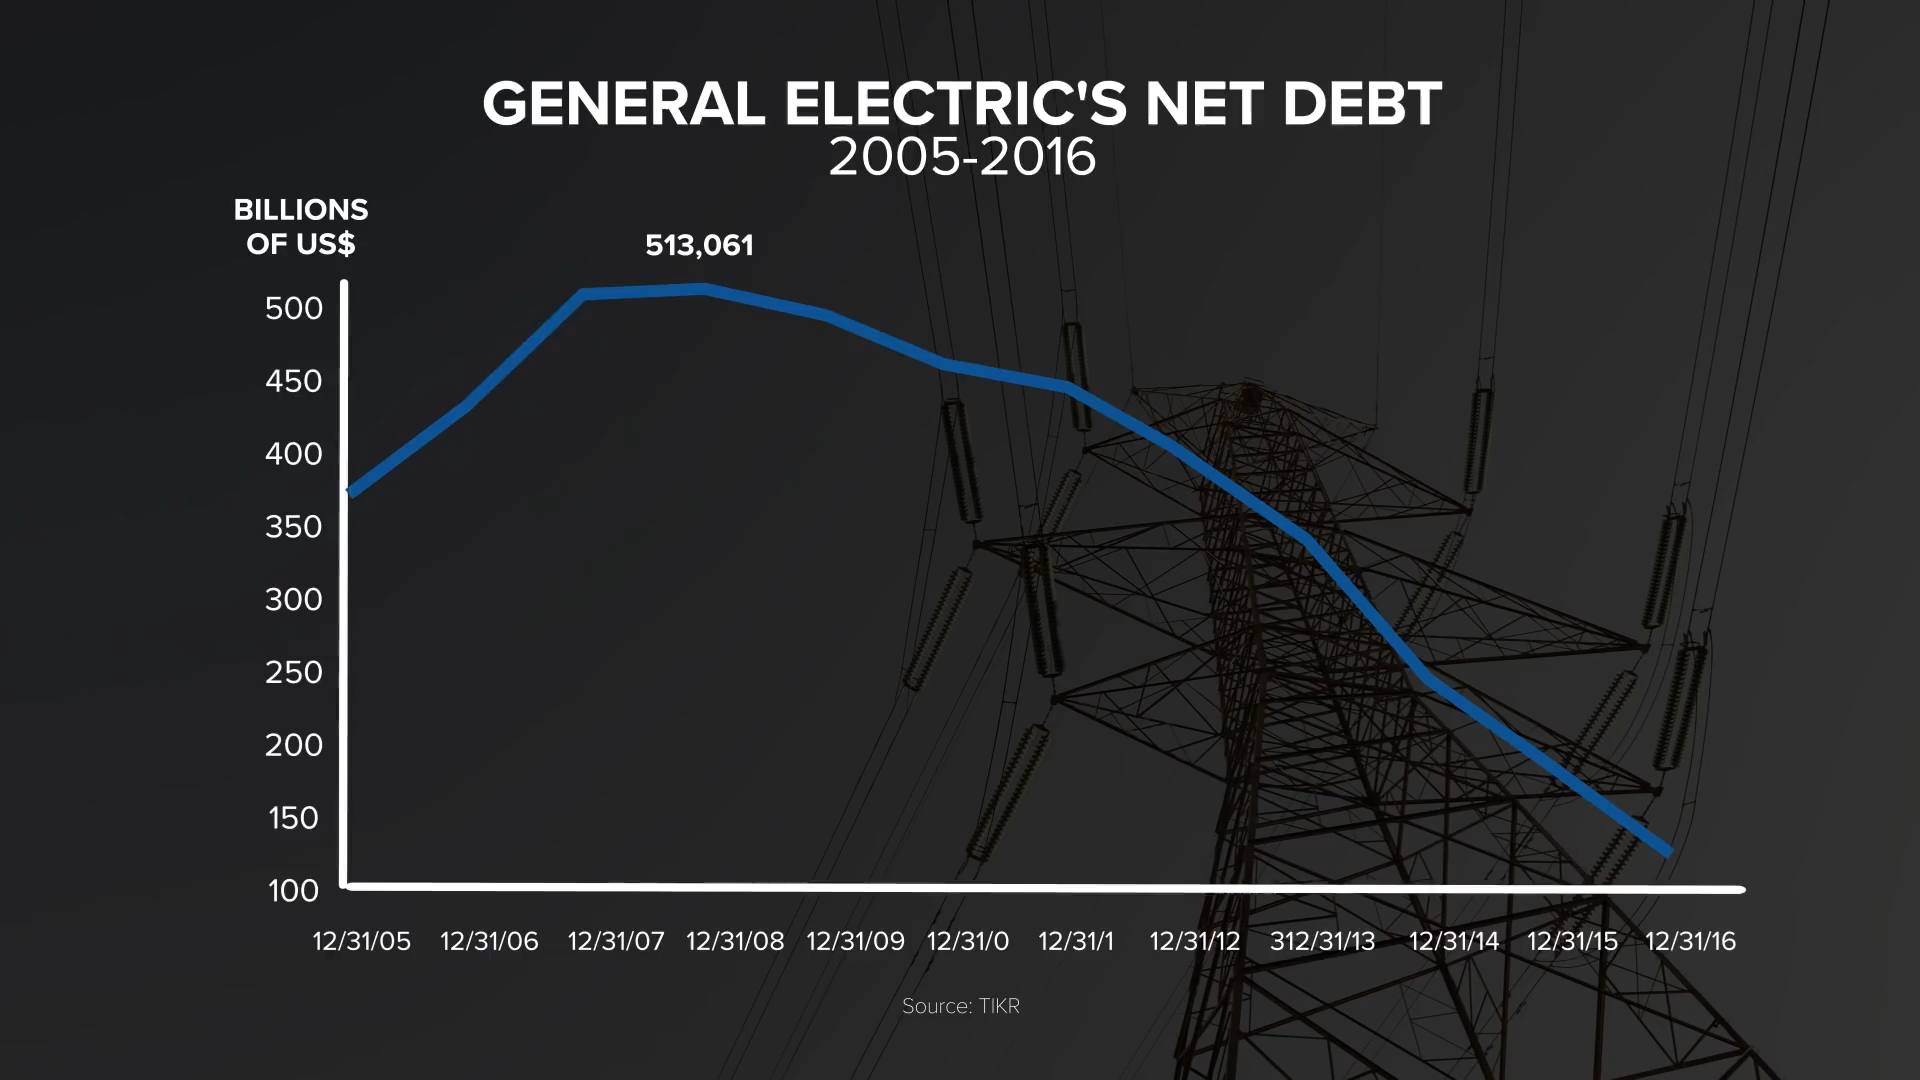 GENERAL ELECTRIC'S NET DEBT
2005-2016
BILLIONS
OF US$
513,061
500
450
400
350
300
250
200
150
100
12/31/05 12/31/06 12/31/07 12/31/08 12/31/09 12/31/0 12/31/1 12/31/12 312/31/13 12/31/14 12/31/15 12/31/16
Source: TIKR